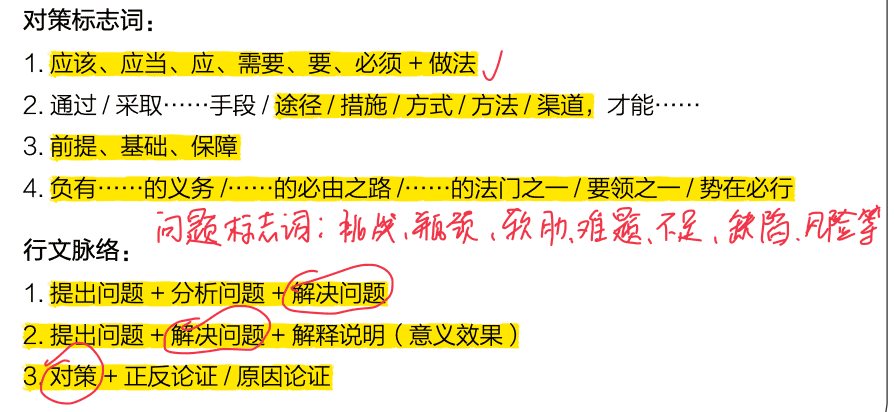 对策标志词：
1. 应该、应当、应、需要、要、必须 + 做法
2. 通过 / 采取……手段 / 途径 / 措施 / 方式 / 方法 / 渠道，才能……
3. 前提、基础、保障
4. 负有……的义务 /……的必由之路 /……的法门之一 / 要领之一 / 势在必行
问题标志词：挑战、瓶颈、软肋、难题、不足、缺陷、风险等
行文脉络：
1. 提出问题 + 分析问题 + 解决问题
2. 提出问题 + 解决问题 + 解释说明（意义效果）
3. 对策 + 正反论证 / 原因论证